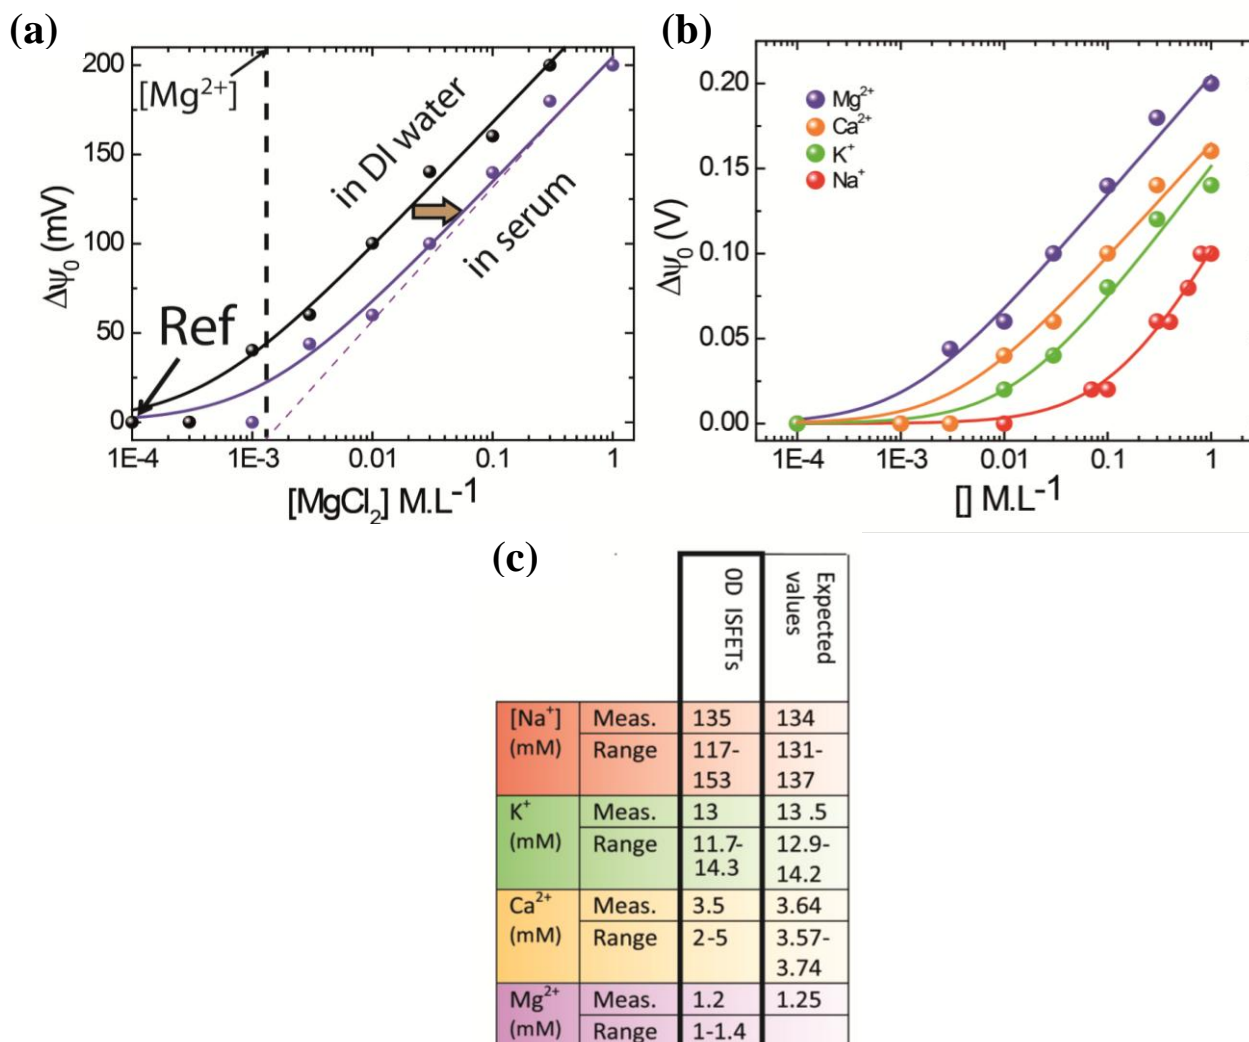 (a)
200
150
100
50
0
Δψ₀ (mV)
[Mg²⁺]
in DI water
in serum
Ref
1E-4 1E-3 0.01 0.1 1
[MgCl₂] M.L⁻¹
(b)
0.20
0.15
0.10
0.05
0.00
Δψ₀ (V)
Mg²⁺
Ca²⁺
K⁺
Na⁺
1E-4 1E-3 0.01 0.1 1
[] M.L⁻¹
(c)
0D ISFETs
Expected
values
[Na⁺] Meas. 135 134
(mM) Range 117- 131-
153 137
K⁺ Meas. 13 13 .5
(mM) Range 11.7- 12.9-
14.3 14.2
Ca²⁺ Meas. 3.5 3.64
(mM) Range 2-5 3.57-
3.74
Mg²⁺ Meas. 1.2 1.25
(mM) Range 1-1.4